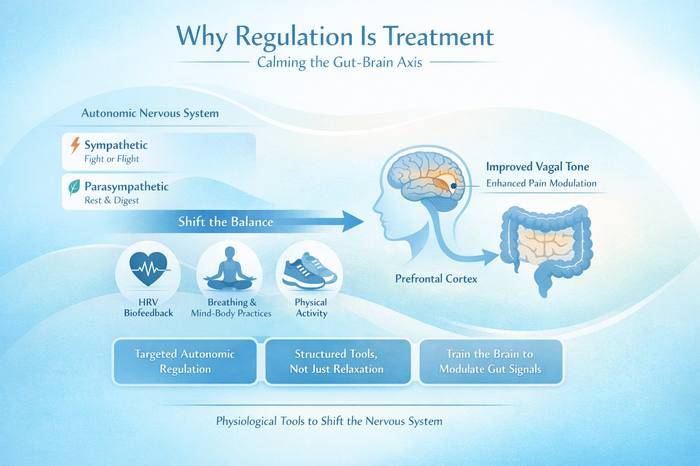 Why Regulation Is Treatment
Calming the Gut-Brain Axis
Autonomic Nervous System
Sympathetic
Fight or Flight
Parasympathetic
Rest & Digest
Shift the Balance
HRV
Biofeedback
Breathing &
Mind-Body Practices
Physical
Activity
Improved Vagal Tone
Enhanced Pain Modulation
Prefrontal Cortex
Targeted Autonomic
Regulation
Structured Tools,
Not Just Relaxation
Train the Brain to
Modulate Gut Signals
Physiological Tools to Shift the Nervous System